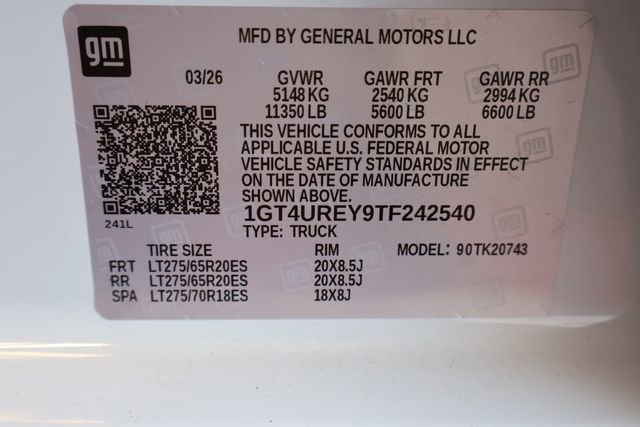 gm
MFD BY GENERAL MOTORS LLC
03/26 GVWR GAWR FRT GAWR RR
5148 KG 2540 KG 2994 KG
11350 LB 5600 LB 6600 LB
THIS VEHICLE CONFORMS TO ALL
APPLICABLE U.S. FEDERAL MOTOR
VEHICLE SAFETY STANDARDS IN EFFECT
ON THE DATE OF MANUFACTURE
SHOWN ABOVE.
1GT4UREY9TF242540
241L
TYPE: TRUCK
TIRE SIZE RIM MODEL: 90TK20743
FRT LT275/65R20ES 20X8.5J
RR LT275/65R20ES 20X8.5J
SPA LT275/70R18ES 18X8J